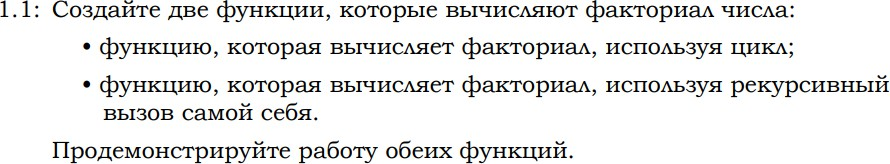 1.1: Создайте две функции, которые вычисляют факториал числа:
• функцию, которая вычисляет факториал, используя цикл;
• функцию, которая вычисляет факториал, используя рекурсивный
вызов самой себя.
Продемонстрируйте работу обеих функций.